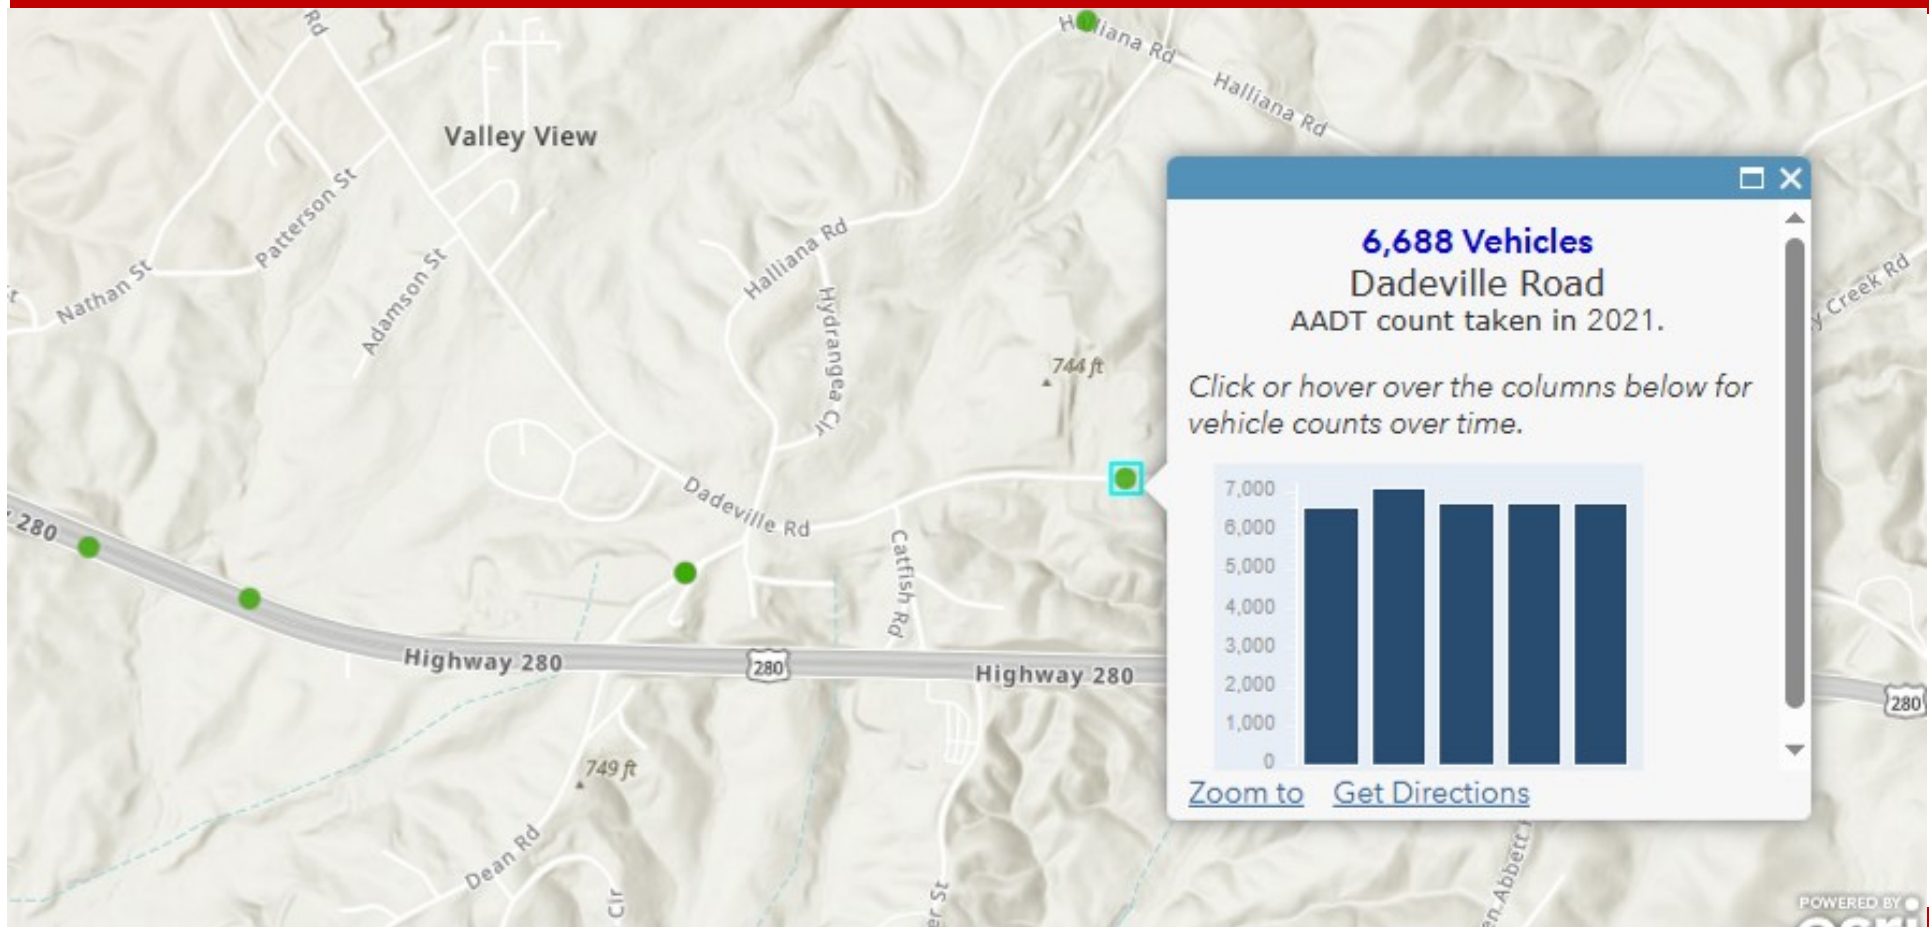 Rd
Halliana Rd
Halliana Rd
Valley View
Patterson St
Nathan St
Adamson St
Halliana Rd
Hydrangea Cir
744 ft
Creek Rd
Dadeville Rd
Catfish Rd
280
Highway 280
280
Highway 280
280
749 ft
Dean Rd
Cir
St
Abbett
6,688 Vehicles
Dadeville Road
AADT count taken in 2021.
Click or hover over the columns below for
vehicle counts over time.
7,000
6,000
5,000
4,000
3,000
2,000
1,000
0
Zoom to Get Directions
POWERED BY
esri